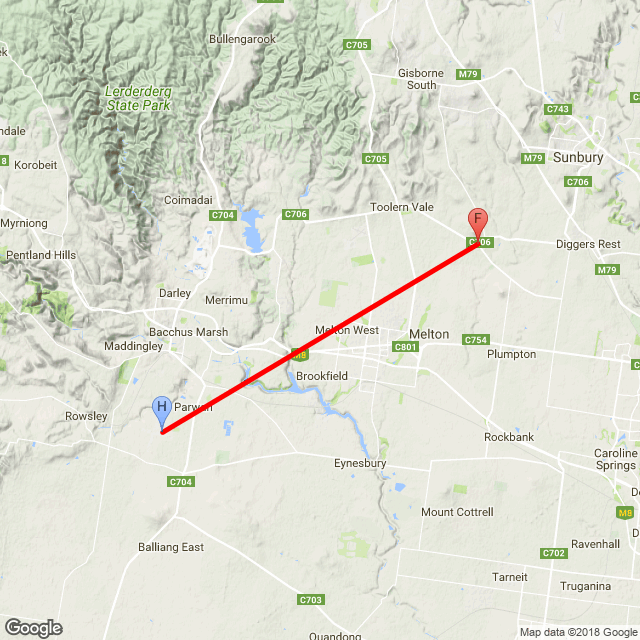 Bullengarook
C705
M79
Gisborne
South
Lerderderg
State Park
C743
C705
M79
Sunbury
8
Korobeit
C706
Coimadai
Toolern Vale
F
C704
C706
Myrniong
C706
Diggers Rest
Pentland Hills
M79
Darley
Merrimu
Bacchus Marsh
Melton West
Melton
Maddingley
C801
C754
M8
Plumpton
Brookfield
H
Parwan
Rowsley
Rockbank
Caroline
Springs
Eynesbury
C704
Mount Cottrell
M8
Balliang East
Ravenhall
C702
Tarneit
Truganina
C703
Quandong
Google
Map data ©2018 Google